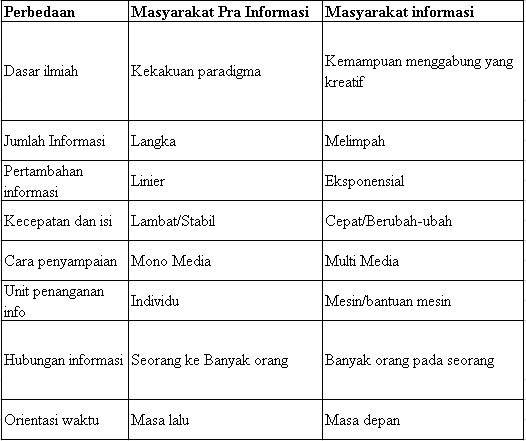 Perbedaan Masyarakat Pra Informasi Masyarakat informasi
Dasar ilmiah Kekakuan paradigma Kemampuan menggabung yang
kreatif
Jumlah Informasi Langka Melimpah
Pertambahan
informasi Linier Eksponensial
Kecepatan dan isi Lambat/Stabil Cepat/Berubah-ubah
Cara penyampaian Mono Media Multi Media
Unit penanganan
info Individu Mesin/bantuan mesin
Hubungan informasi Seorang ke Banyak orang Banyak orang pada seorang
Orientasi waktu Masa lalu Masa depan